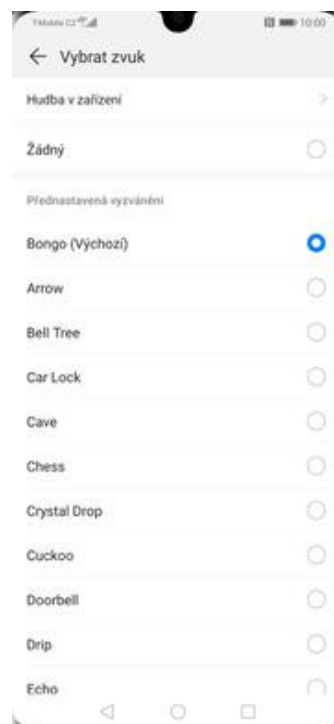 T-Mobile CZ
10:00
Vybrat zvuk
Hudba v zařízení
Žádný
Přednastavená vyzvánění
Bongo (Výchozí)
Arrow
Bell Tree
Car Lock
Cave
Chess
Crystal Drop
Cuckoo
Doorbell
Drip
Echo